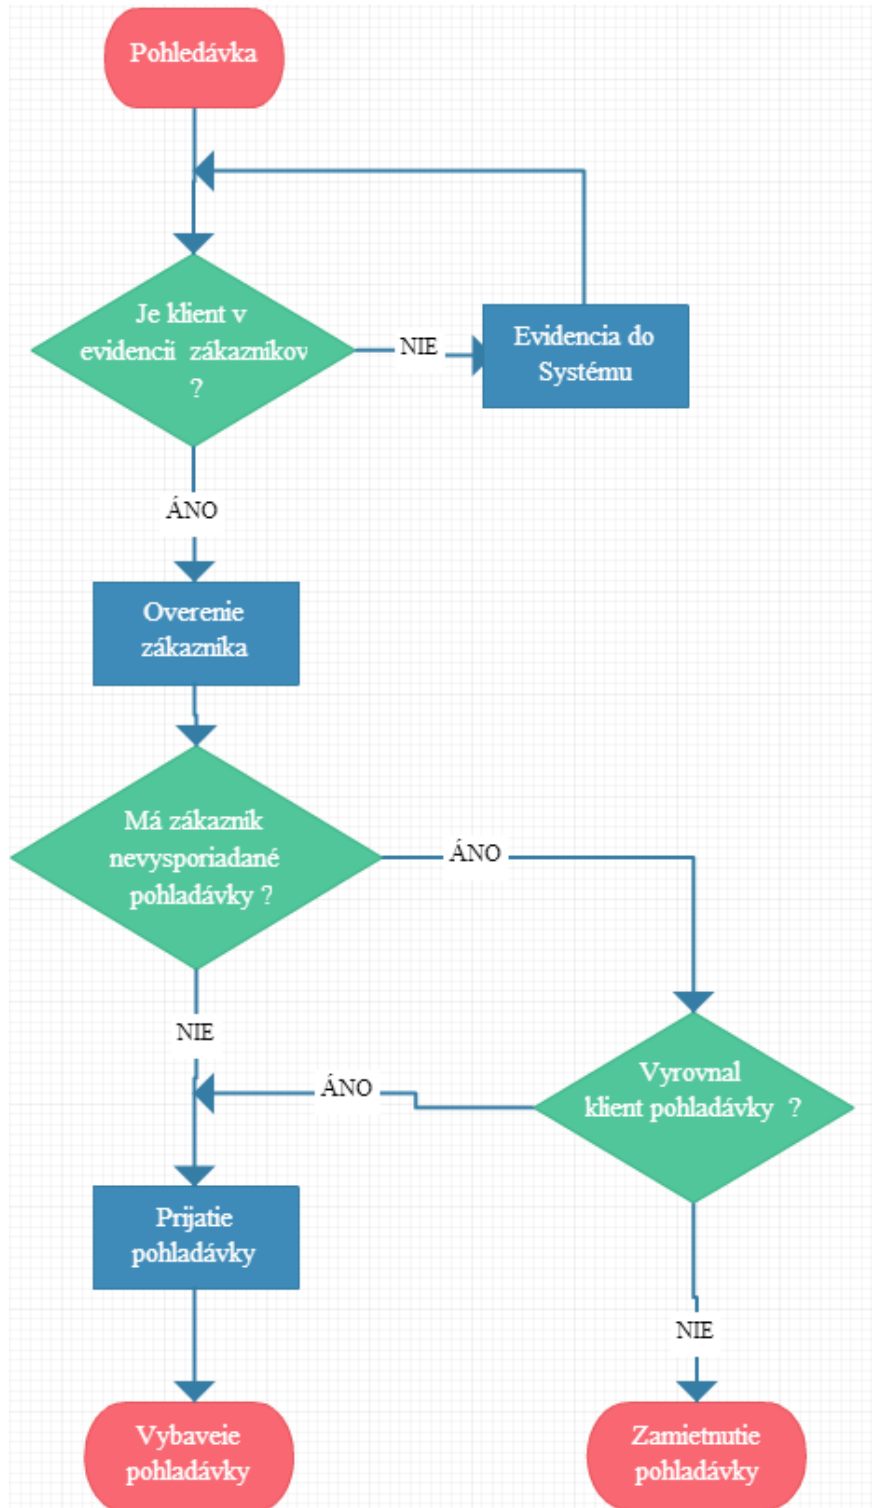 Pohledávka
Je klient v
evidencií zákazníkov
?
NIE
Evidencia do
Systému
ÁNO
Overenie
zákazníka
Má zákazník
nevysporiadané
pohladávky ?
ÁNO
NIE
ÁNO
Vyrovnal
klient pohladávky ?
Prijatie
pohladávky
NIE
Vybaveie
pohladávky
Zamietnutie
pohladávky